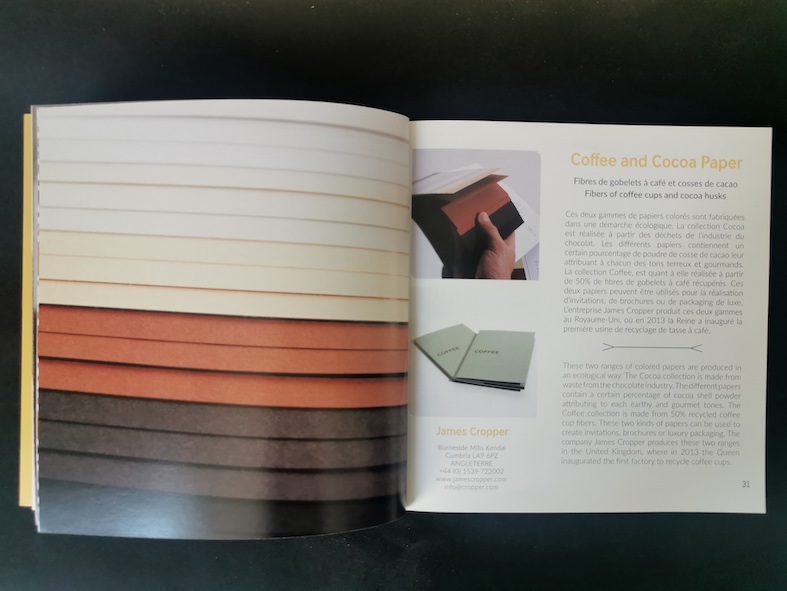 Coffee and Cocoa Paper
Fibres de gobelets à café et cosses de cacao
Fibers of coffee cups and cocoa husks
Ces deux gammes de papiers colorés sont fabriquées
dans une démarche écologique. La collection Cocoa
est réalisée à partir des déchets de l'industrie du
chocolat. Les différents papiers contiennent un
certain pourcentage de poudre de cosse de cacao leur
attribuant à chacun des tons terreux et gourmands.
La collection Coffee, est quant à elle réalisée à partir
de 50% de fibres de gobelets à café récupérés. Ces
deux papiers peuvent être utilisés pour la réalisation
d'invitations, de brochures ou de packaging de luxe.
L'entreprise James Cropper produit ces deux gammes
au Royaume-Uni, où en 2013 la Reine a inauguré la
première usine de recyclage de tasse à café.
These two ranges of colored papers are produced in
an ecological way. The Cocoa collection is made from
waste from the chocolate industry. The different papers
contain a certain percentage of cocoa shell powder
attributing to each earthy and gourmet tones. The
Coffee collection is made from 50% recycled coffee
cup fibers. These two kinds of papers can be used to
create invitations, brochures or luxury packaging. The
company James Cropper produces these two ranges
in the United Kingdom, where in 2013 the Queen
inaugurated the first factory to recycle coffee cups.
COFFEE
COFFEE
James Cropper
Burneside Mills Kendal
Cumbria LA9 6PZ
ANGLETERRE
+44 (0) 1539 722002
www.jamescropper.com
info@cropper.com
31